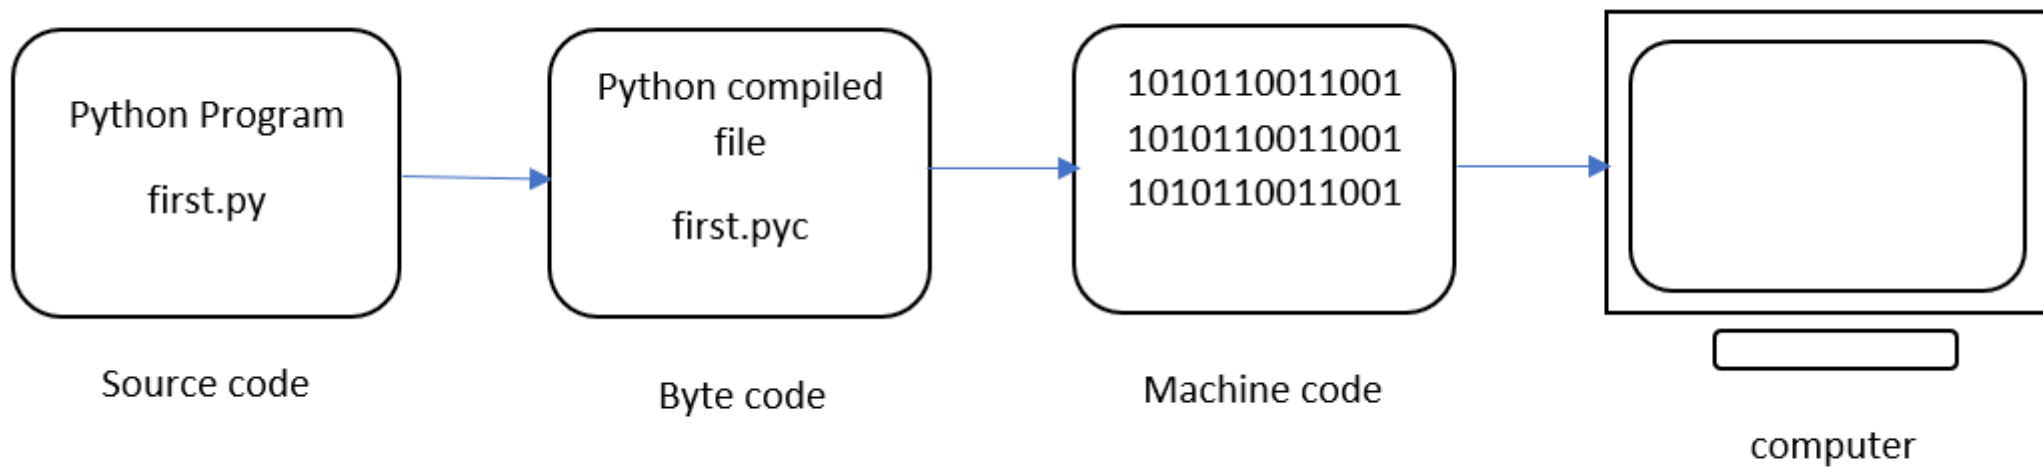 Python Program
first.py
Source code
Python compiled
file
first.pyc
Byte code
1010110011001
1010110011001
1010110011001
Machine code
computer